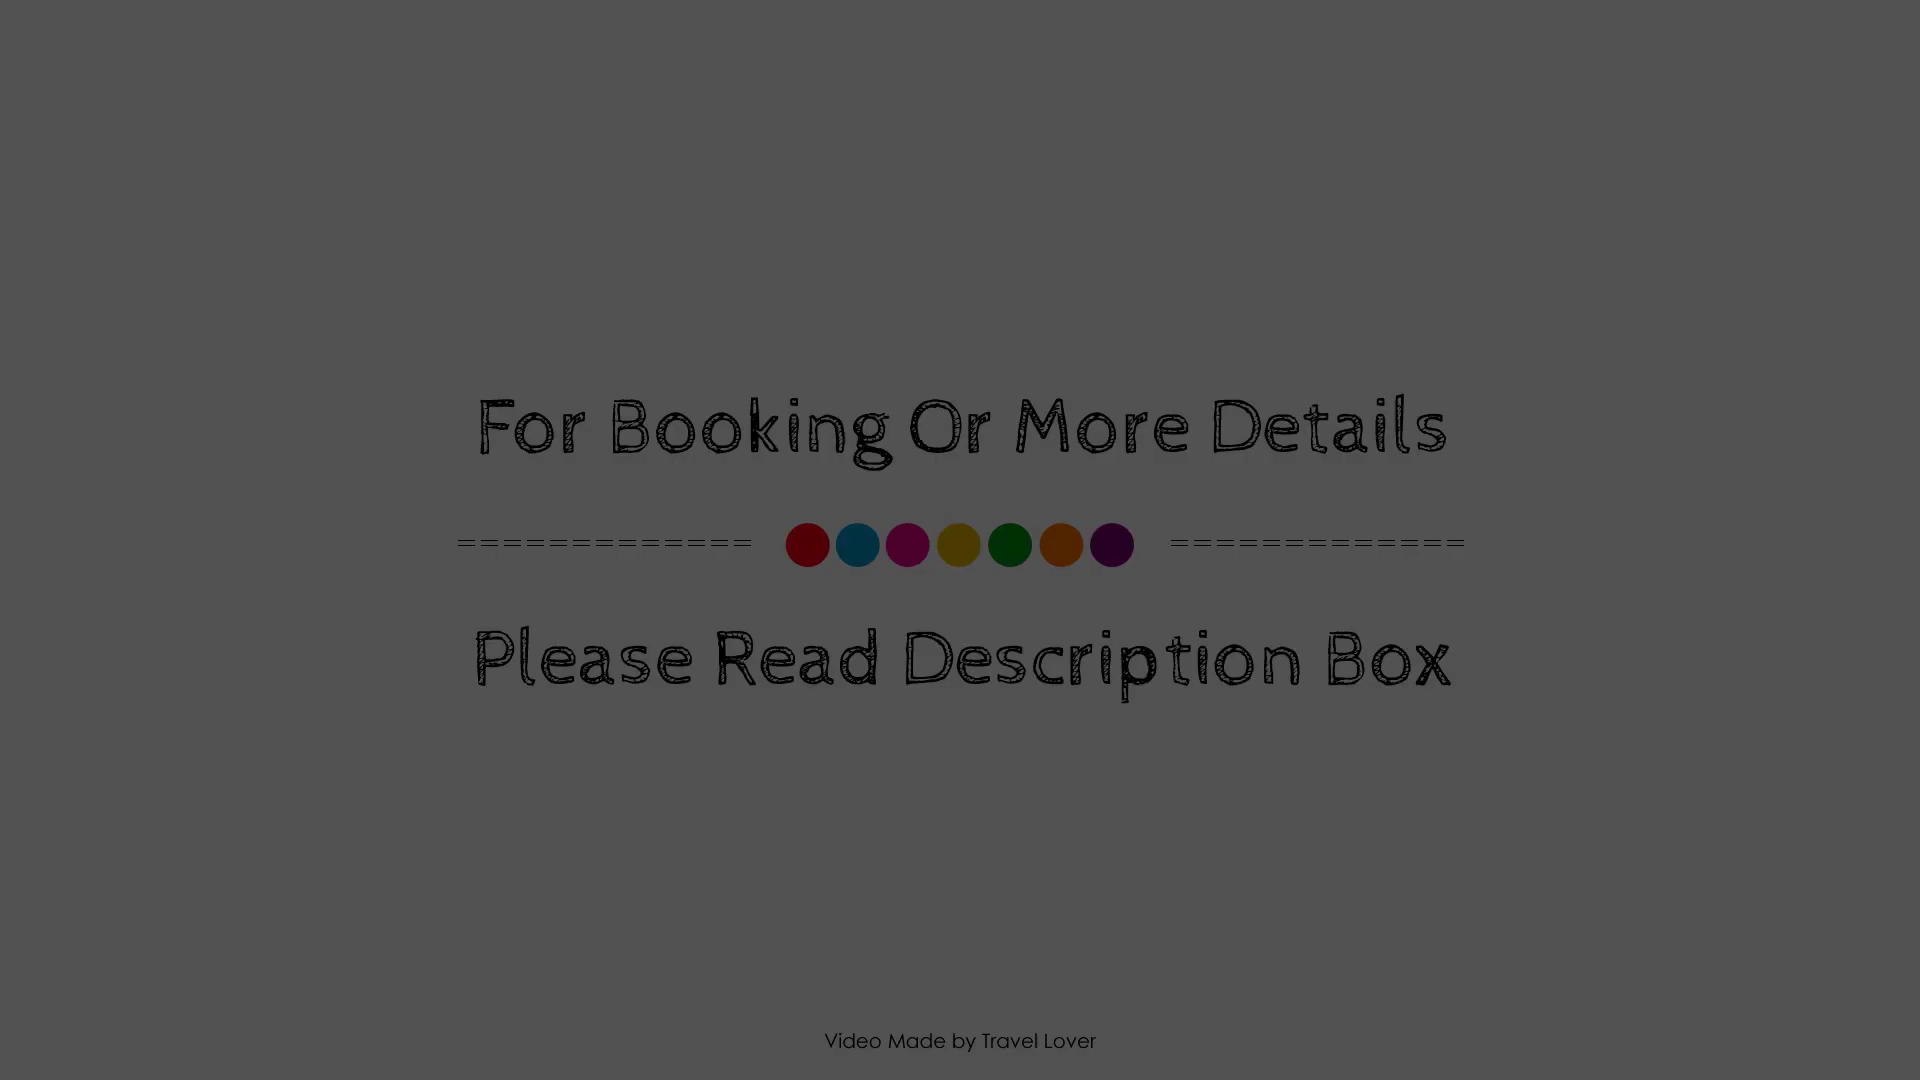 For Booking Or More Details
============= =============
Please Read Description Box
Video Made by Travel Lover